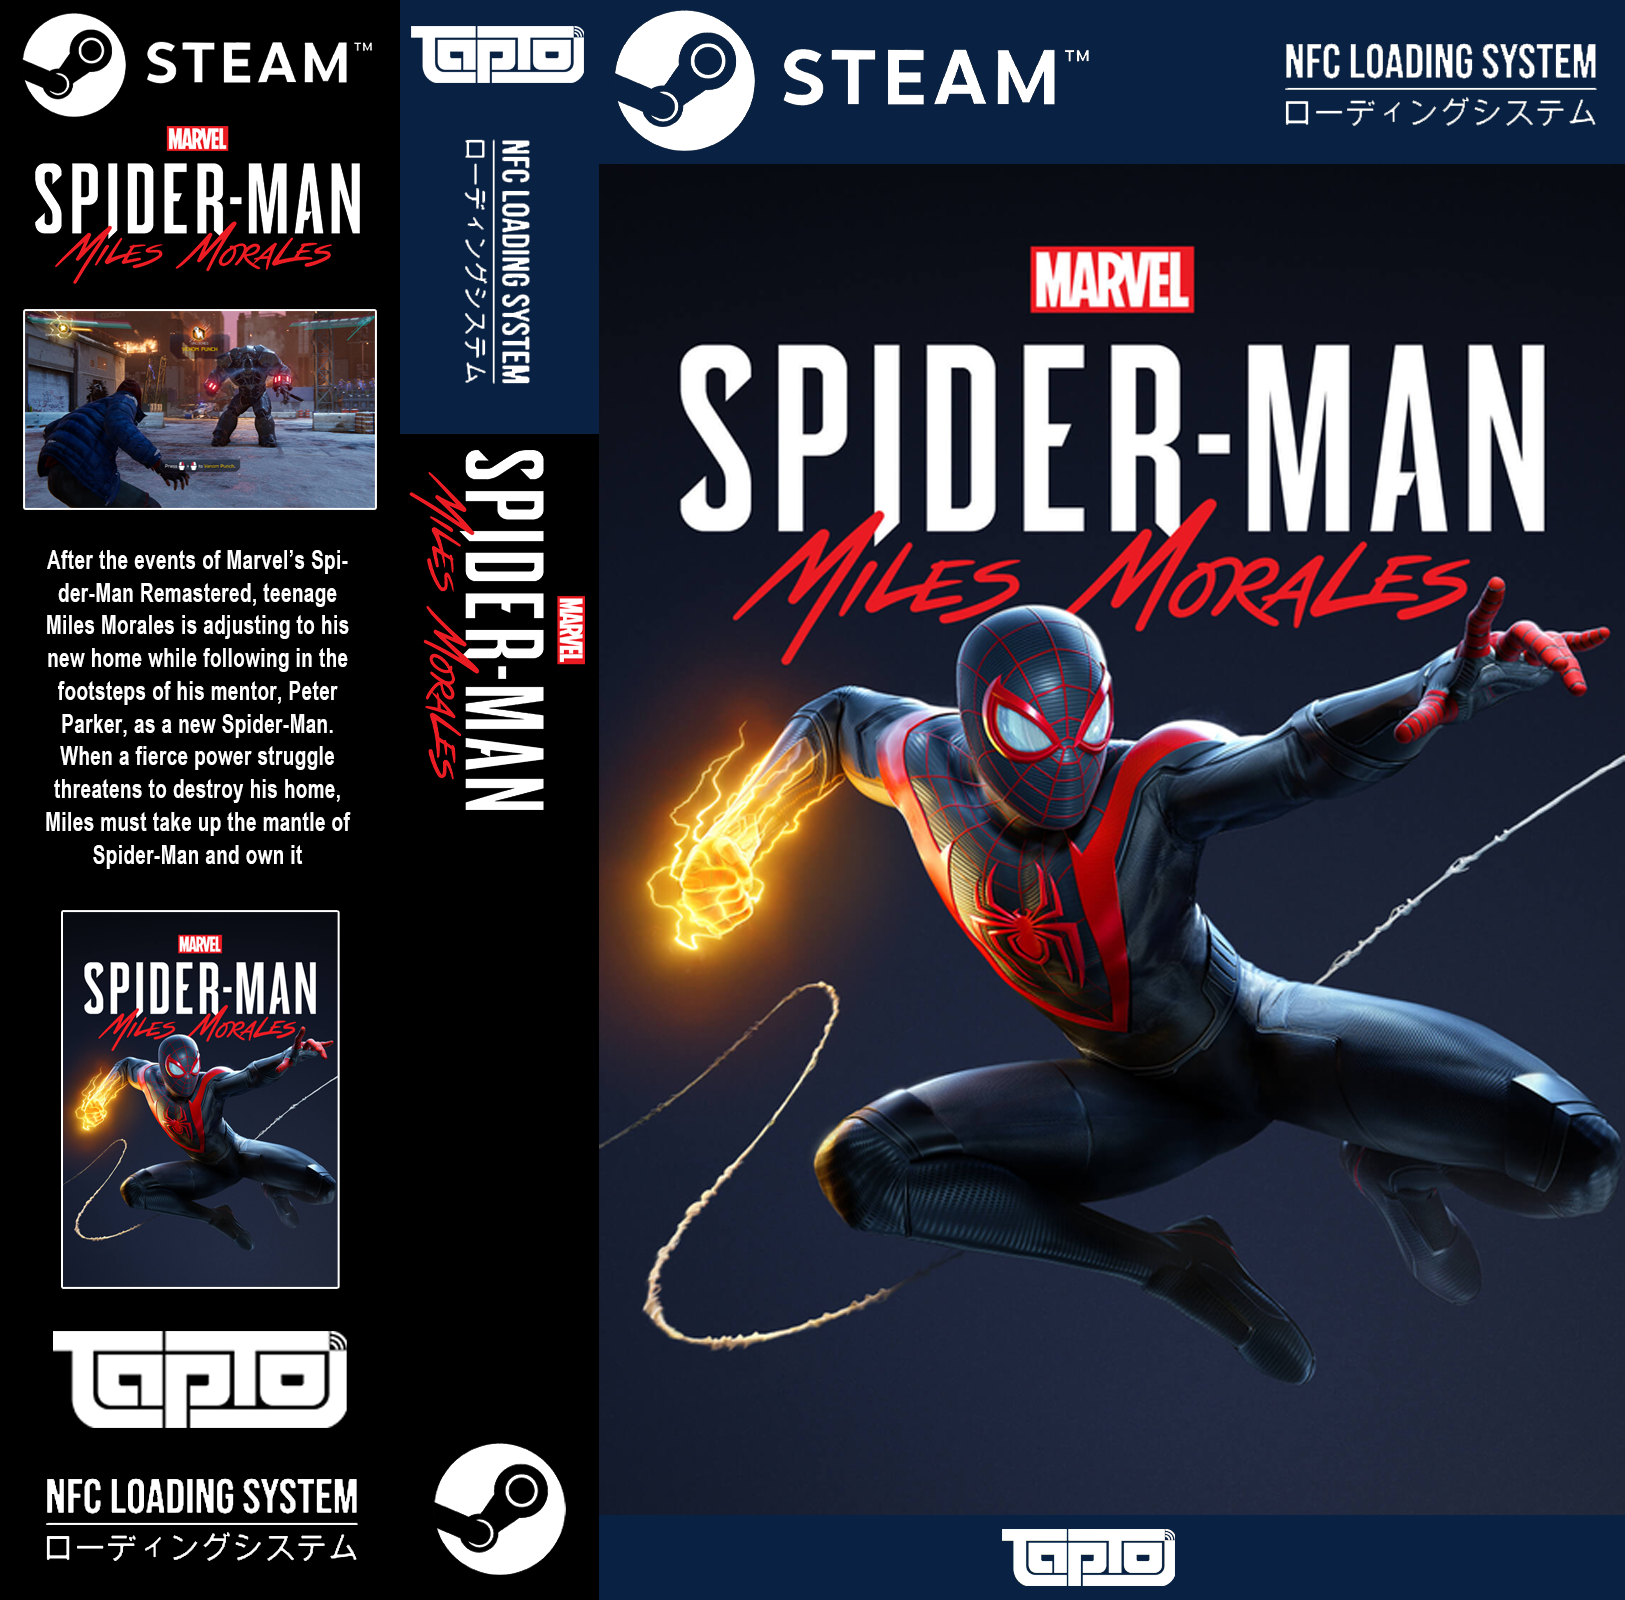 STEAM™
MARVEL
SPIDER-MAN
MILES MORALES
VENOM PUNCH
Press + to Venom Punch.
After the events of Marvel’s Spi-
der-Man Remastered, teenage
Miles Morales is adjusting to his
new home while following in the
footsteps of his mentor, Peter
Parker, as a new Spider-Man.
When a fierce power struggle
threatens to destroy his home,
Miles must take up the mantle of
Spider-Man and own it
MARVEL
SPIDER-MAN
MILES MORALES
TapTo
NFC LOADING SYSTEM
ローディングシステム
TapTo
NFC LOADING SYSTEM
ローディングシステム
MARVEL
SPIDER-MAN
MILES MORALES
STEAM™
NFC LOADING SYSTEM
ローディングシステム
MARVEL
SPIDER-MAN
MILES MORALES
TapTo